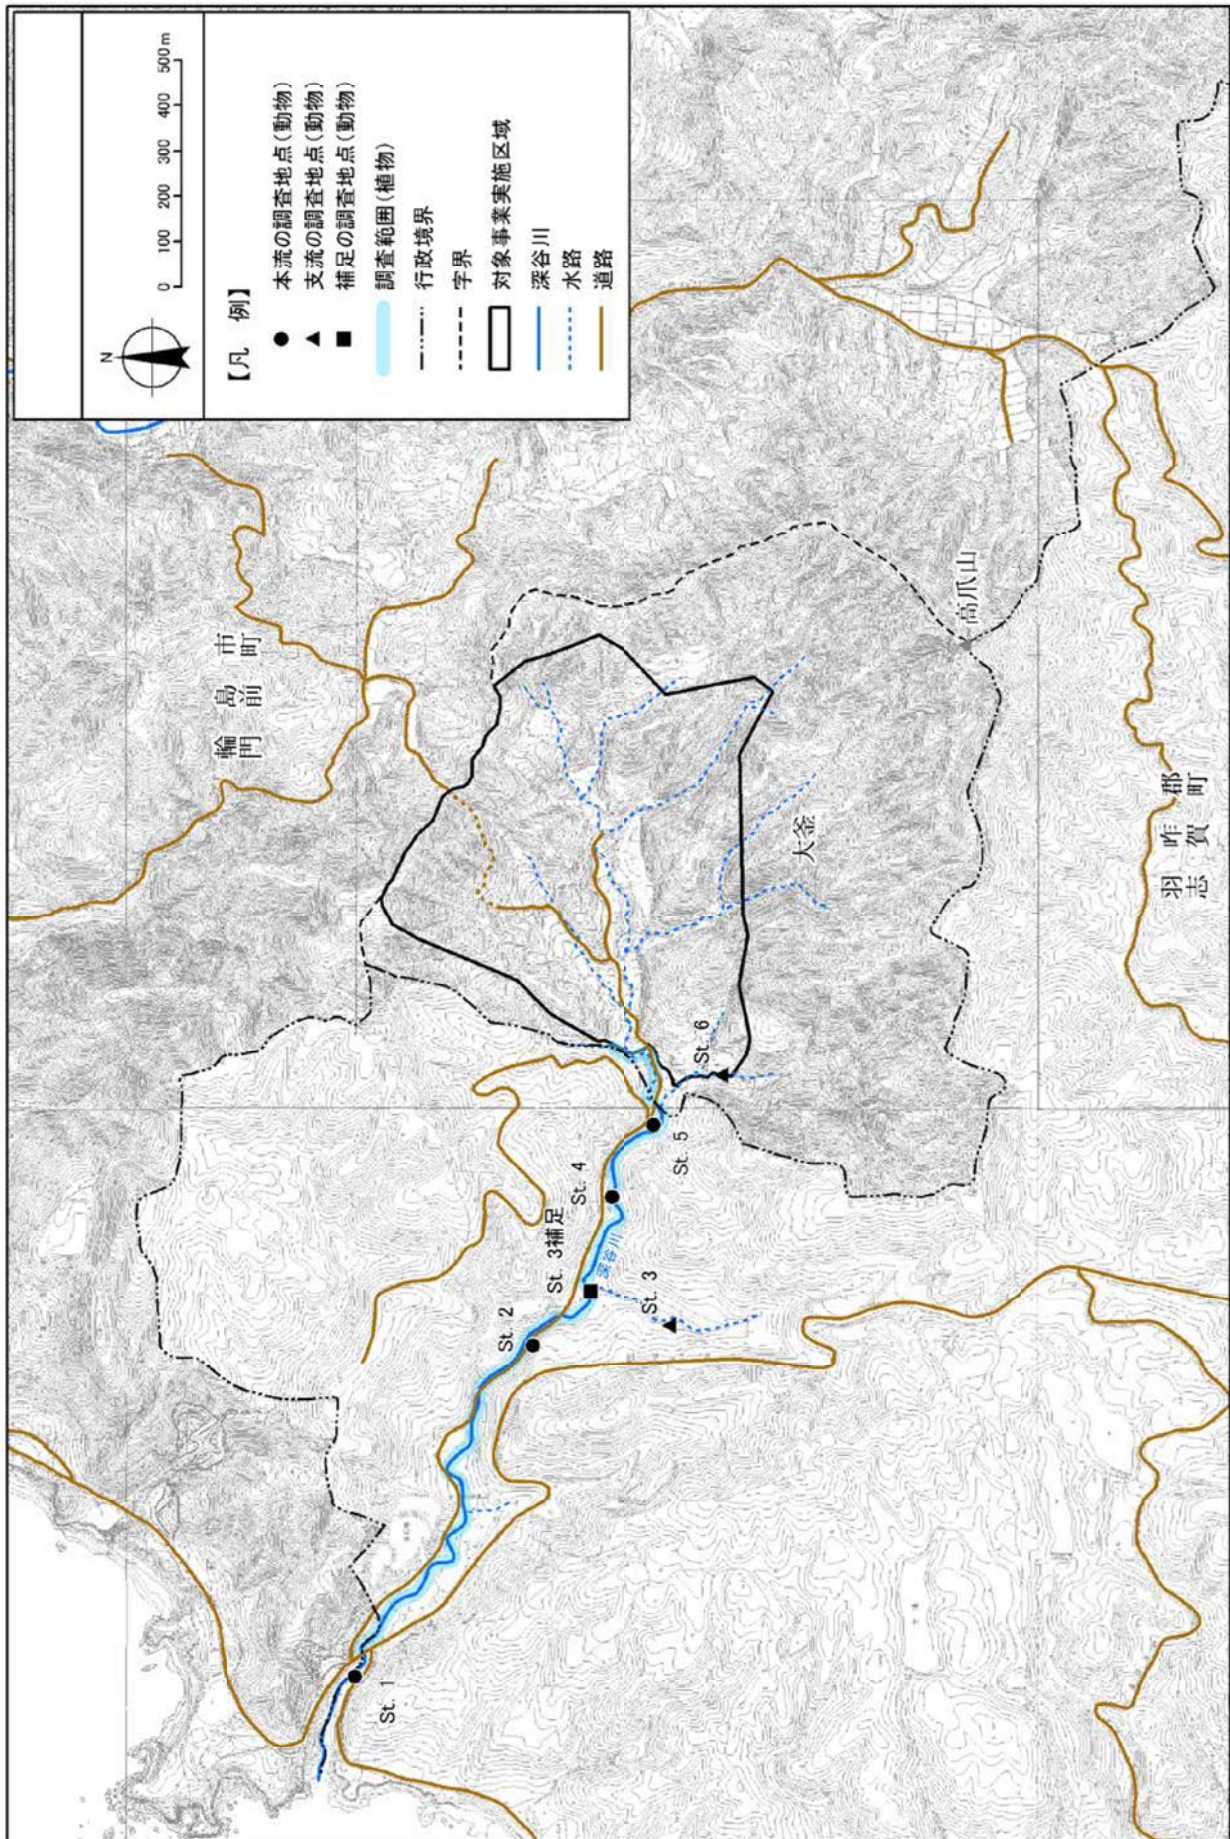 N
0 100 200 300 400 500m
【凡 例】
本流の調査地点(動物)
支流の調査地点(動物)
補足の調査地点(動物)
調査範囲(植物)
行政境界
字界
対象事業実施区域
深谷川
水路
道路
輪島市
門前町
St. 1
St. 2
St. 3補足
St. 4
深谷川
St. 3
St. 5
St. 6
大釜
高爪山
羽咋郡
志賀町